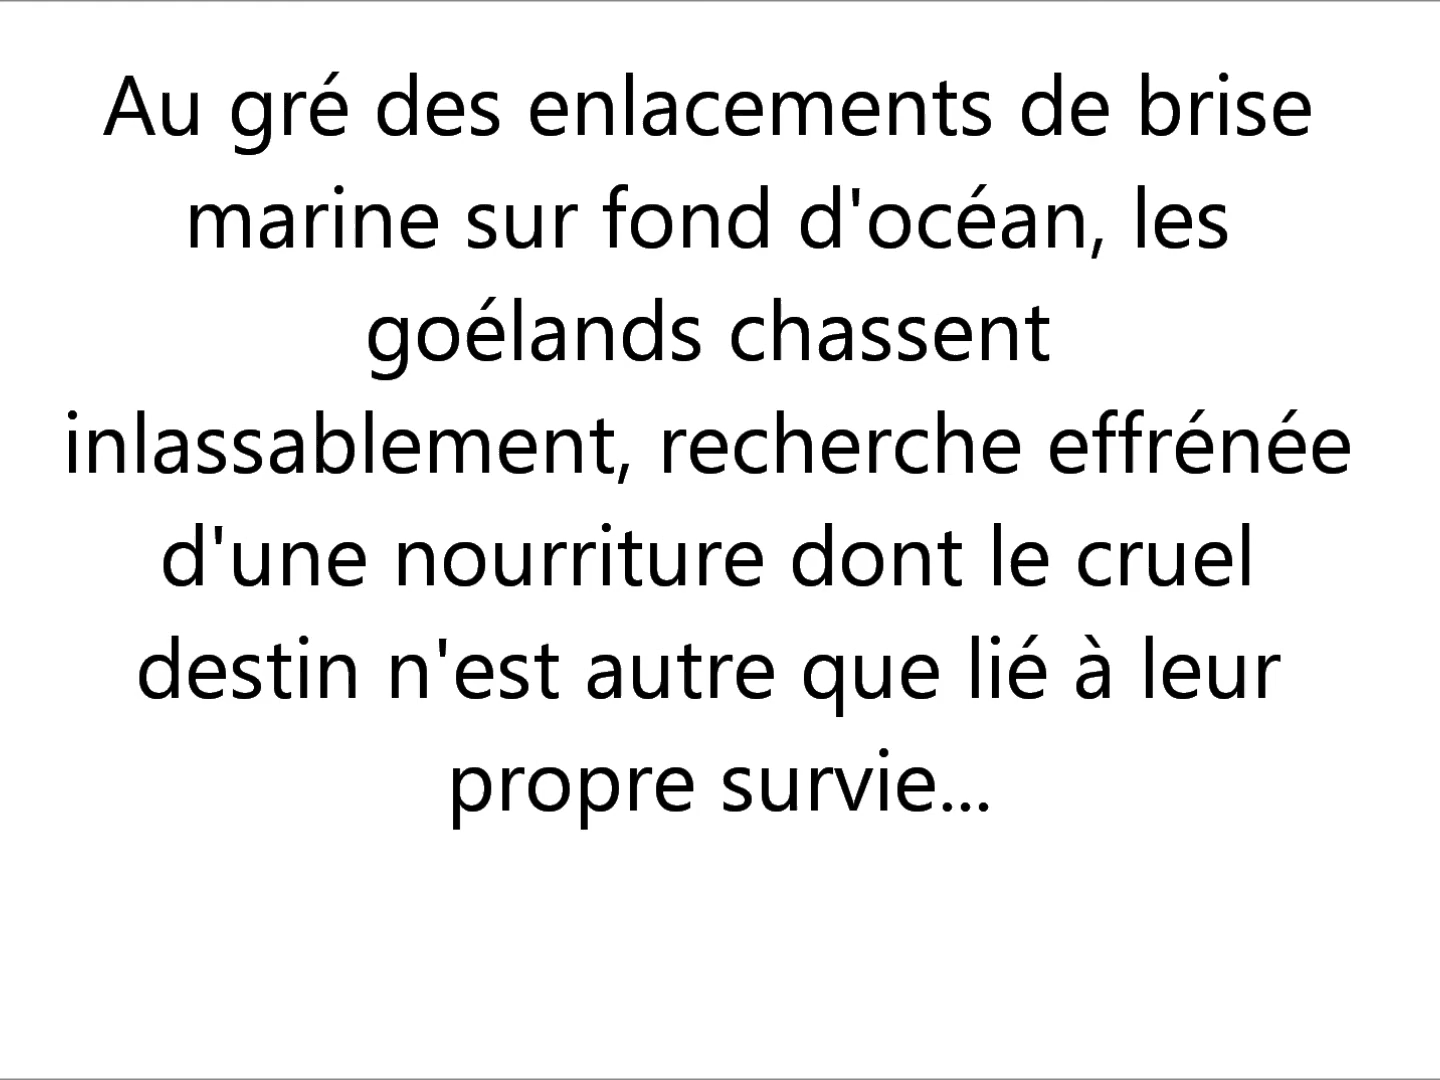 Au gré des enlacements de brise
marine sur fond d'océan, les
goélands chassent
inlassablement, recherche effrénée
d'une nourriture dont le cruel
destin n'est autre que lié à leur
propre survie...